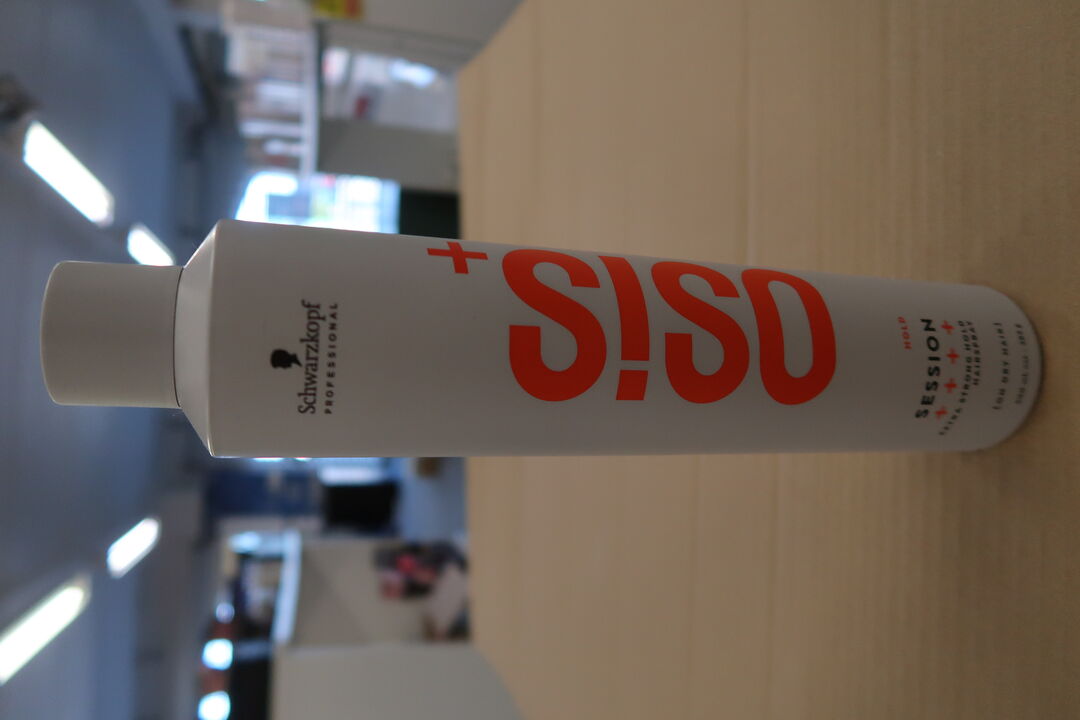 Schwarzkopf
PROFESSIONAL
OSiS+
HOLD
SESSION
+ + + +
EXTRA STRONG HOLD
HAIRSPRAY
[ON DRY HAIR]